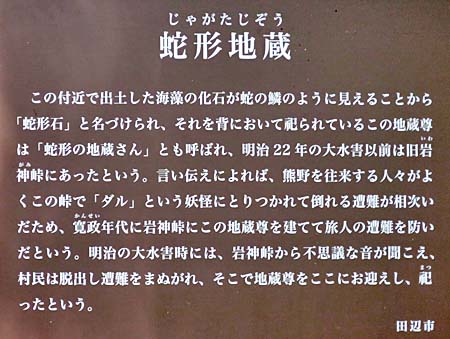 じゃがたじぞう
蛇形地蔵
この付近で出土した海藻の化石が蛇の鱗のように見えることから
「蛇形石」と名づけられ、それを背において祀られているこの地蔵尊
は「蛇形の地蔵さん」とも呼ばれ、明治22年の大水害以前は旧岩
いわ
神峠にあったという。言い伝えによれば、熊野を往来する人々がよ
がみ
くこの峠で「ダル」という妖怪にとりつかれて倒れる遭難が相次い
だため、寛政年代に岩神峠にこの地蔵尊を建てて旅人の遭難を防い
かんせい
だという。明治の大水害時には、岩神峠から不思議な音が聞こえ、
村民は脱出し遭難をまぬがれ、そこで地蔵尊をここにお迎えし、祀
まつ
ったという。
田辺市